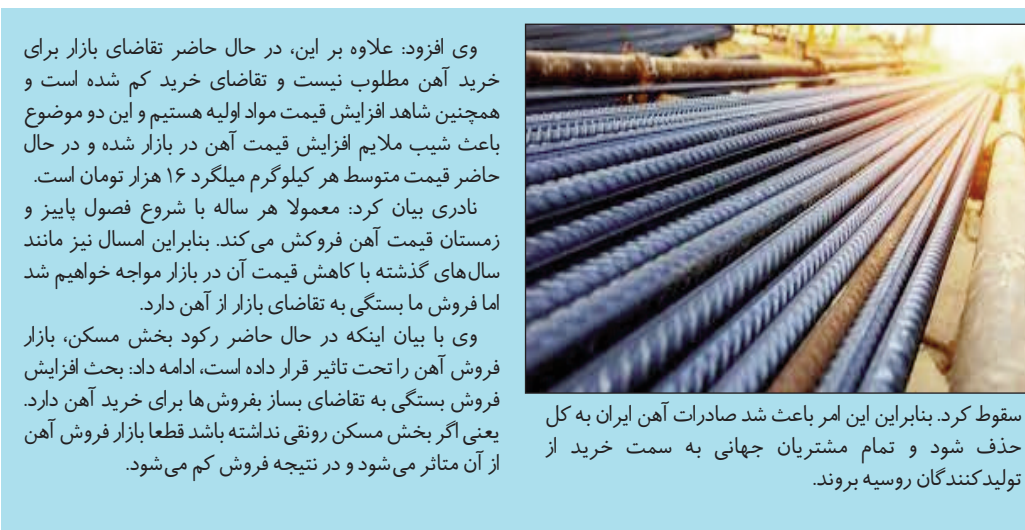 سقوط کرد. بنابراین این امر باعث شد صادرات آهن ایران به کل
حذف شود و تمام مشتریان جهانی به سمت خرید از
تولیدکنندگان روسیه بروند.
وی افزود: علاوه بر این، در حال حاضر تقاضای بازار برای
خرید آهن مطلوب نیست و تقاضای خرید کم شده است و
همچنین شاهد افزایش قیمت مواد اولیه هستیم و این دو موضوع
باعث شیب ملایم افزایش قیمت آهن در بازار شده و در حال
حاضر قیمت متوسط هر کیلوگرم میلگرد ۱۶ هزار تومان است.
نادری بیان کرد: معمولا هر ساله با شروع فصول پاییز و
زمستان قیمت آهن فروکش می‌کند. بنابراین امسال نیز مانند
سال‌های گذشته با کاهش قیمت آن در بازار مواجه خواهیم شد
اما فروش ما بستگی به تقاضای بازار از آهن دارد.
وی با بیان اینکه در حال حاضر رکود بخش مسکن، بازار
فروش آهن را تحت تاثیر قرار داده است، ادامه داد: بحث افزایش
فروش بستگی به تقاضای بساز بفروش‌ها برای خرید آهن دارد.
یعنی اگر بخش مسکن رونقی نداشته باشد قطعا بازار فروش آهن
از آن متاثر می‌شود و در نتیجه فروش کم می‌شود.